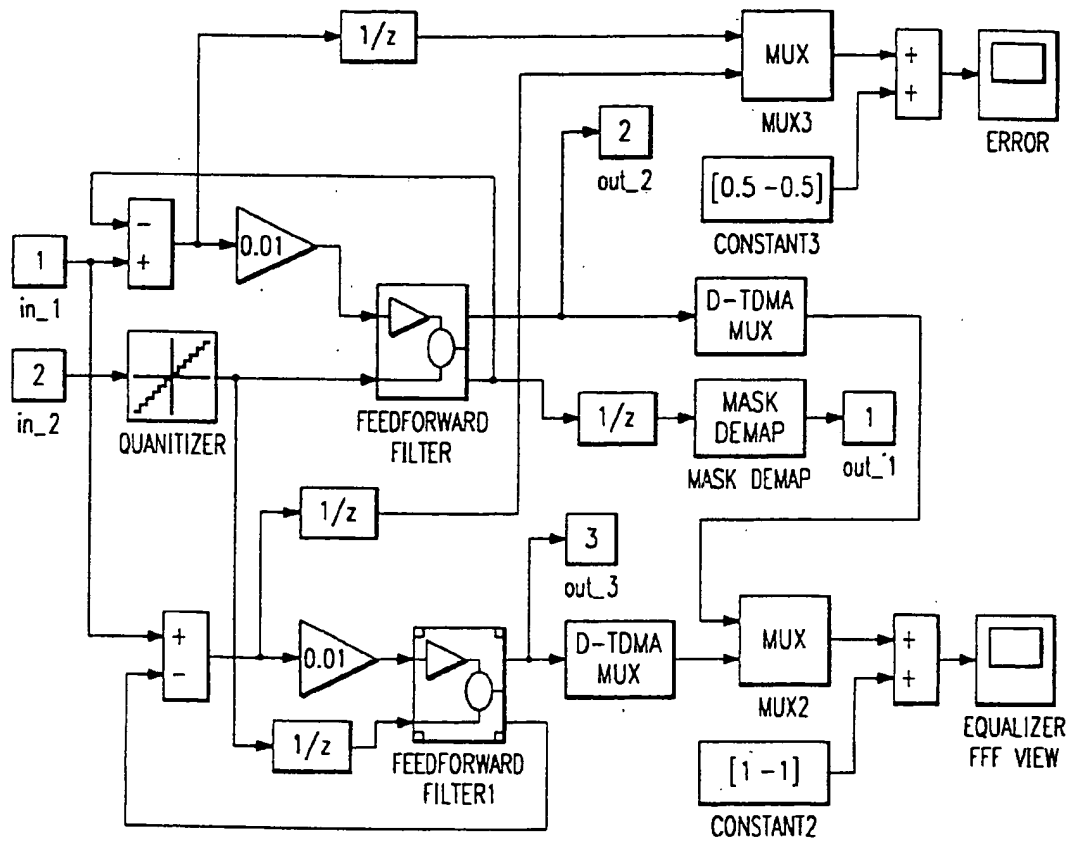 1/z
MUX
MUX3
+
+
ERROR
2
out_2
[0.5 -0.5]
CONSTANT3
1
in_1
-
+
0.01
D-TDMA
MUX
2
in_2
QUANITIZER
FEEDFORWARD
FILTER
1/z
MASK
DEMAP
MASK DEMAP
1
out_1
1/z
3
out_3
+
-
0.01
D-TDMA
MUX
MUX
MUX2
+
+
EQUALIZER
FFF VIEW
1/z
FEEDFORWARD
FILTER1
[1 -1]
CONSTANT2